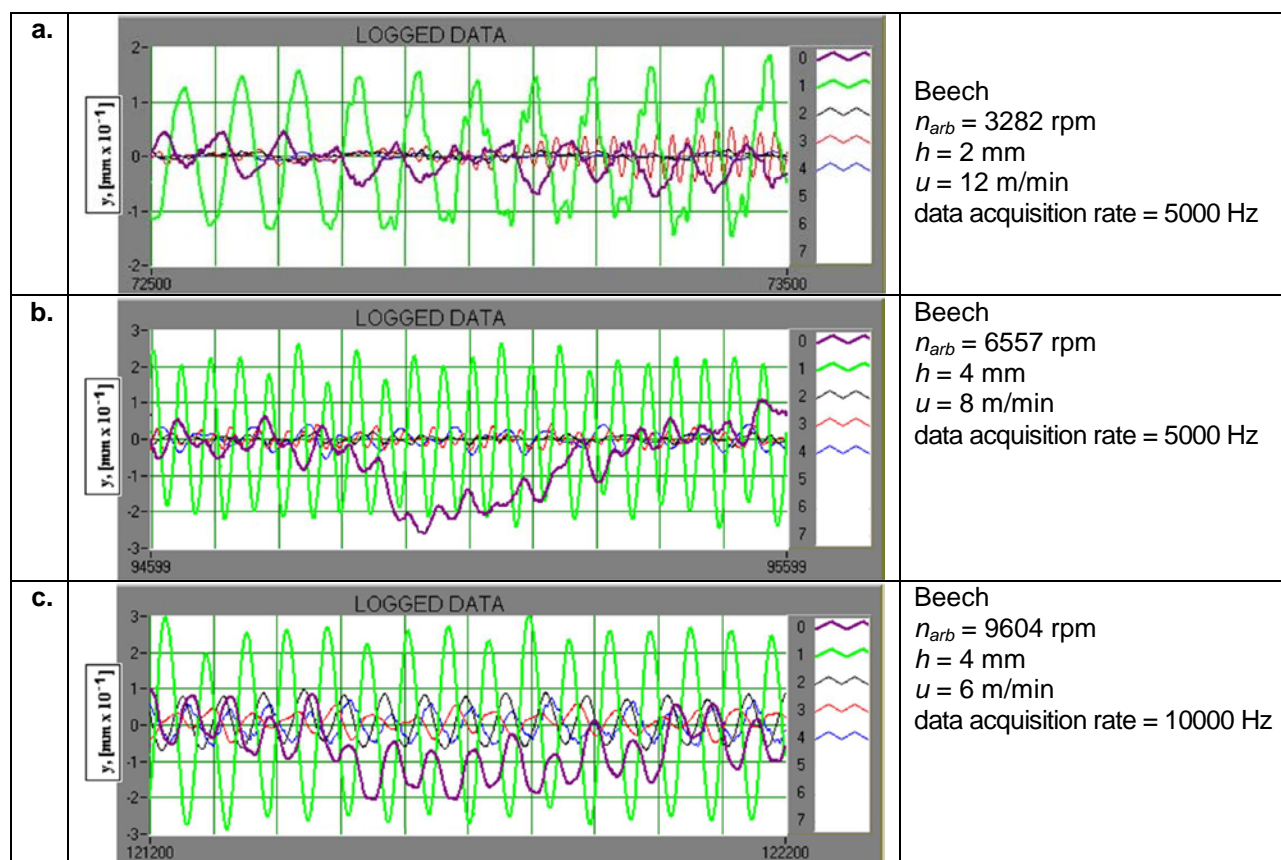 a.
LOGGED DATA
y, [mm x 10⁻¹]
2
1
0
-1
-2
72500
73500
0
1
2
3
4
5
6
7
Beech
n_arb = 3282 rpm
h = 2 mm
u = 12 m/min
data acquisition rate = 5000 Hz
b.
LOGGED DATA
y, [mm x 10⁻¹]
3
2
1
0
-1
-2
-3
94599
95599
0
1
2
3
4
5
6
7
Beech
n_arb = 6557 rpm
h = 4 mm
u = 8 m/min
data acquisition rate = 5000 Hz
c.
LOGGED DATA
y, [mm x 10⁻¹]
3
2
1
0
-1
-2
-3
121200
122200
0
1
2
3
4
5
6
7
Beech
n_arb = 9604 rpm
h = 4 mm
u = 6 m/min
data acquisition rate = 10000 Hz